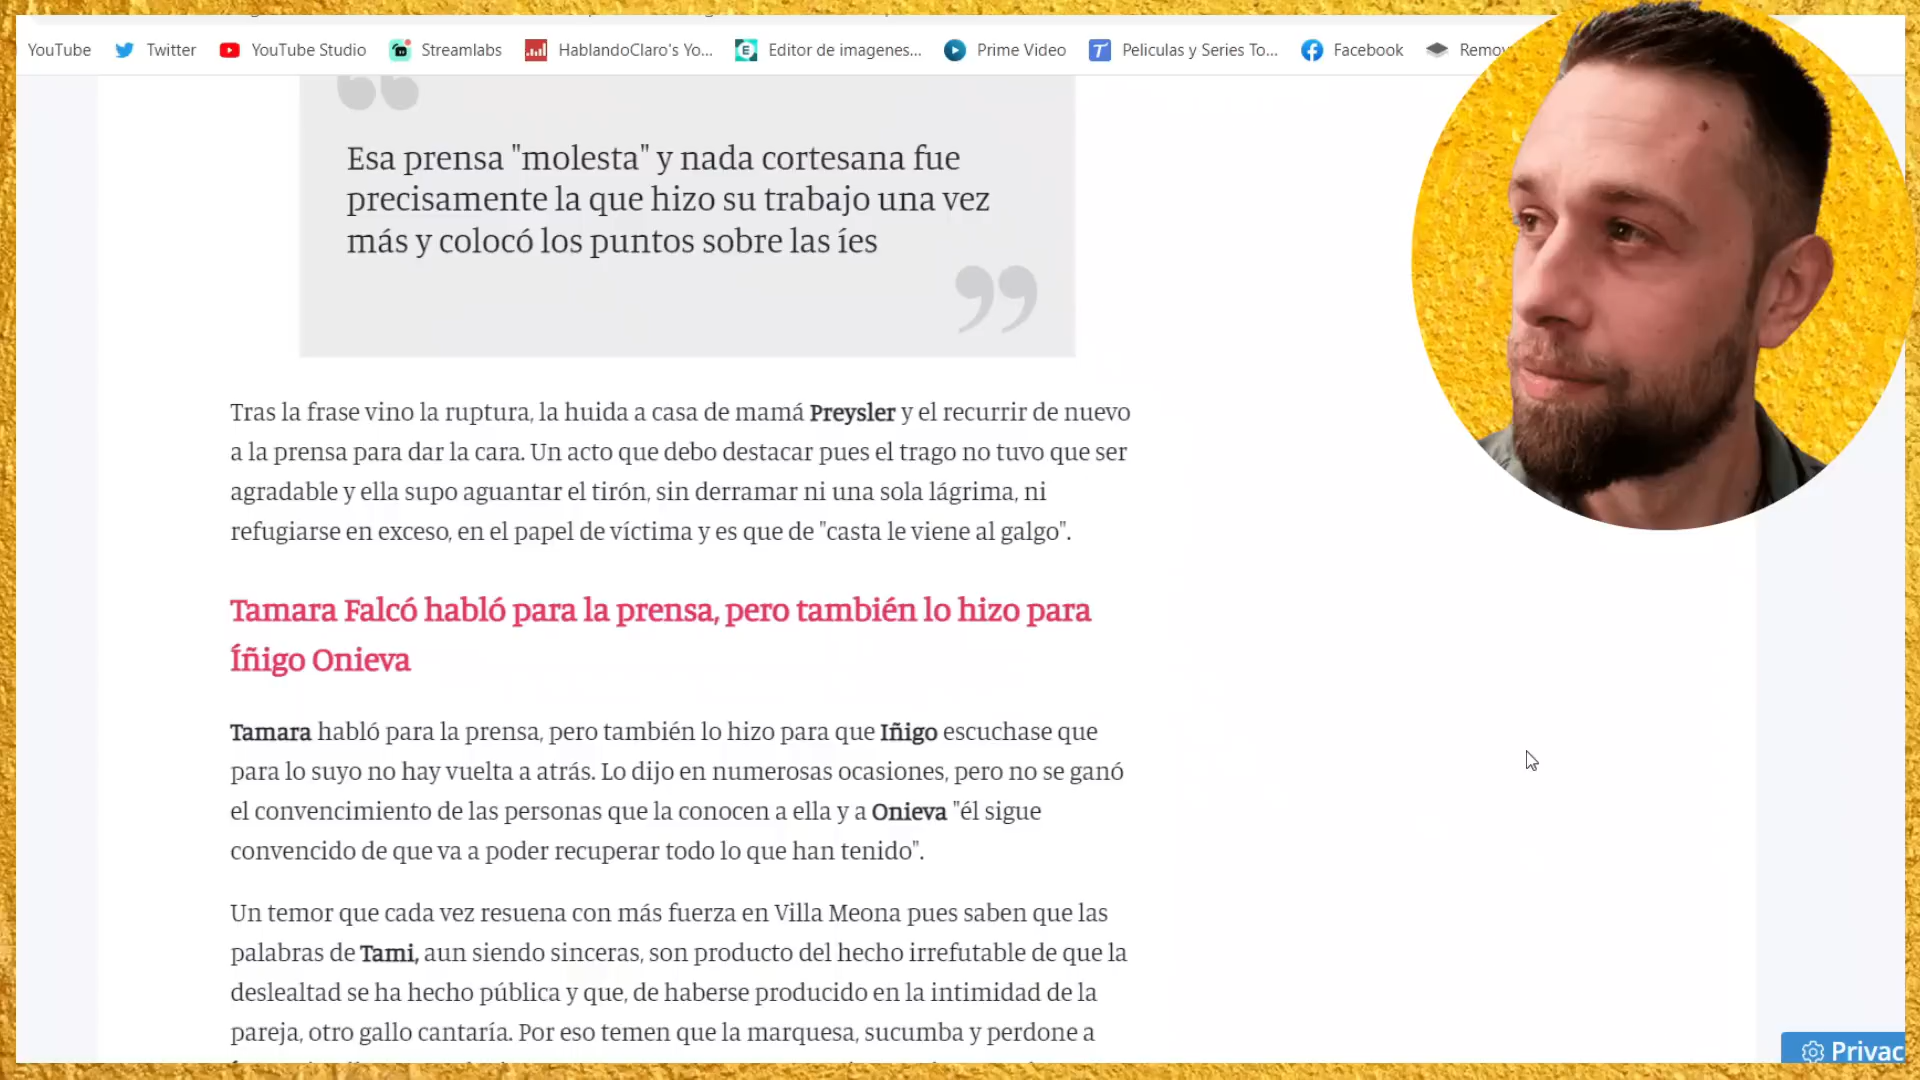 YouTube Twitter YouTube Studio Streamlabs HablandoClaro's Yo... Editor de imagenes... Prime Video Peliculas y Series To... Facebook
Esa prensa "molesta" y nada cortesana fue
precisamente la que hizo su trabajo una vez
más y colocó los puntos sobre las íes
Tras la frase vino la ruptura, la huida a casa de mamá Preysler y el recurrir de nuevo
a la prensa para dar la cara. Un acto que debo destacar pues el trago no tuvo que ser
agradable y ella supo aguantar el tirón, sin derramar ni una sola lágrima, ni
refugiarse en exceso, en el papel de víctima y es que de "casta le viene al galgo".
Tamara Falcó habló para la prensa, pero también lo hizo para
Íñigo Onieva
Tamara habló para la prensa, pero también lo hizo para que Iñigo escuchase que
para lo suyo no hay vuelta a atrás. Lo dijo en numerosas ocasiones, pero no se ganó
el convencimiento de las personas que la conocen a ella y a Onieva "él sigue
convencido de que va a poder recuperar todo lo que han tenido".
Un temor que cada vez resuena con más fuerza en Villa Meona pues saben que las
palabras de Tami, aun siendo sinceras, son producto del hecho irrefutable de que la
deslealtad se ha hecho pública y que, de haberse producido en la intimidad de la
pareja, otro gallo cantaría. Por eso temen que la marquesa, sucumba y perdone a
Privac